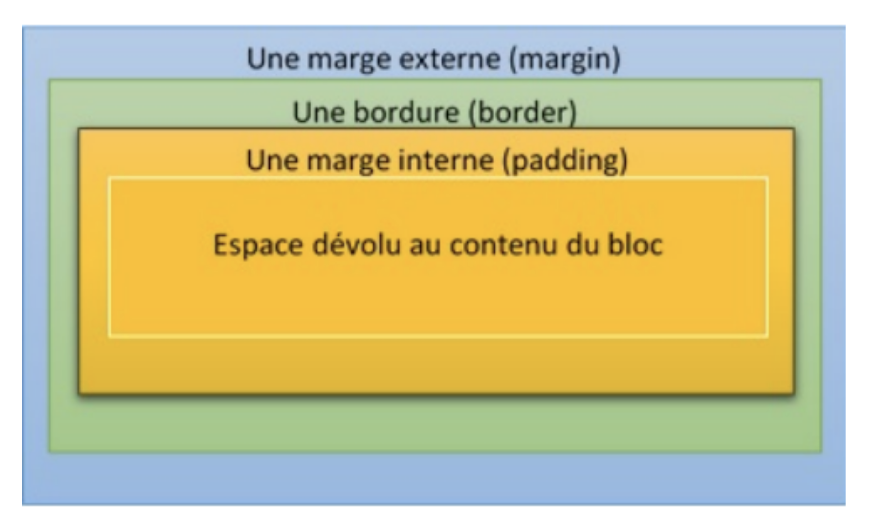 Une marge externe (margin)
Une bordure (border)
Une marge interne (padding)
Espace dévolu au contenu du bloc